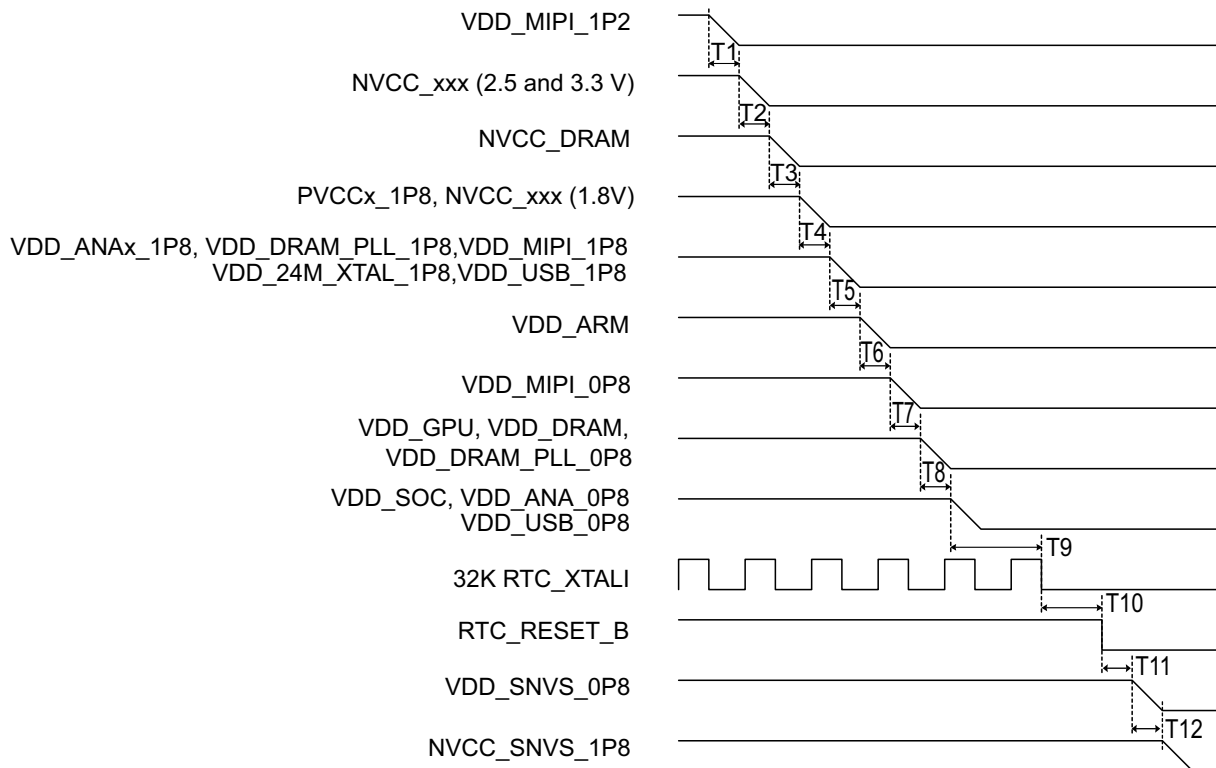 VDD_MIPI_1P2
T1
NVCC_xxx (2.5 and 3.3 V)
T2
NVCC_DRAM
T3
PVCCx_1P8, NVCC_xxx (1.8V)
T4
VDD_ANAx_1P8, VDD_DRAM_PLL_1P8,VDD_MIPI_1P8
VDD_24M_XTAL_1P8,VDD_USB_1P8
T5
VDD_ARM
T6
VDD_MIPI_0P8
T7
VDD_GPU, VDD_DRAM,
VDD_DRAM_PLL_0P8
T8
VDD_SOC, VDD_ANA_0P8
VDD_USB_0P8
T9
32K RTC_XTALI
T10
RTC_RESET_B
T11
VDD_SNVS_0P8
T12
NVCC_SNVS_1P8